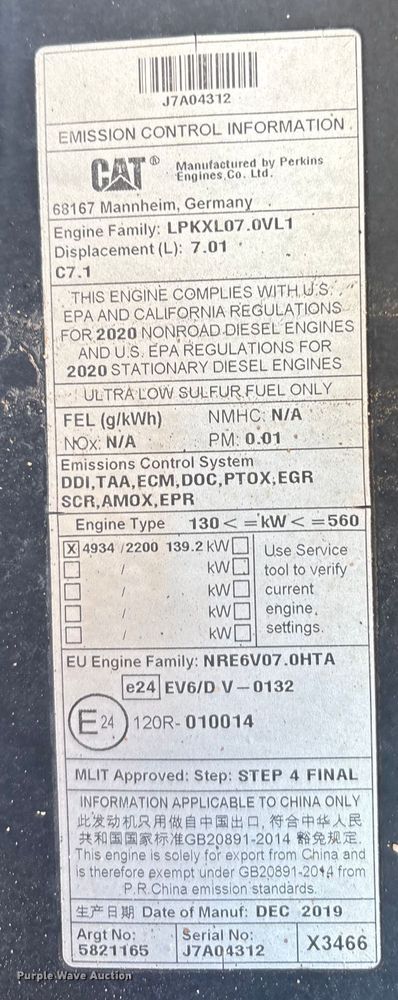 J7A04312
EMISSION CONTROL INFORMATION
CAT® Manufactured by Perkins
Engines Co. Ltd.
68167 Mannheim, Germany
Engine Family: LPKXL07.0VL1
Displacement (L): 7.01
C7.1
THIS ENGINE COMPLIES WITH U.S.
EPA AND CALIFORNIA REGULATIONS
FOR 2020 NONROAD DIESEL ENGINES
AND U.S. EPA REGULATIONS FOR
2020 STATIONARY DIESEL ENGINES
ULTRA LOW SULFUR FUEL ONLY
FEL (g/kWh) NMHC: N/A
NOx: N/A PM: 0.01
Emissions Control System
DDI,TAA,ECM,DOC,PTOX,EGR
SCR,AMOX,EPR
Engine Type 130<=kW<=560
X 4934 /2200 139.2 kW Use Service
/ kW tool to verify
/ kW current
/ kW engine
/ kW settings.
EU Engine Family: NRE6V07.0HTA
e24 EV6/D V-0132
E 24 120R-010014
MLIT Approved: Step: STEP 4 FINAL
INFORMATION APPLICABLE TO CHINA ONLY
此发动机只用做自中国出口, 符合中华人民
共和国国家标准GB20891-2014 豁免规定.
This engine is solely for export from China and
is therefore exempt under GB20891-2014 from
P.R.China emission standards.
生产日期 Date of Manuf: DEC 2019
Argt No: Serial No:
5821165 J7A04312 X3466
Purple Wave Auction